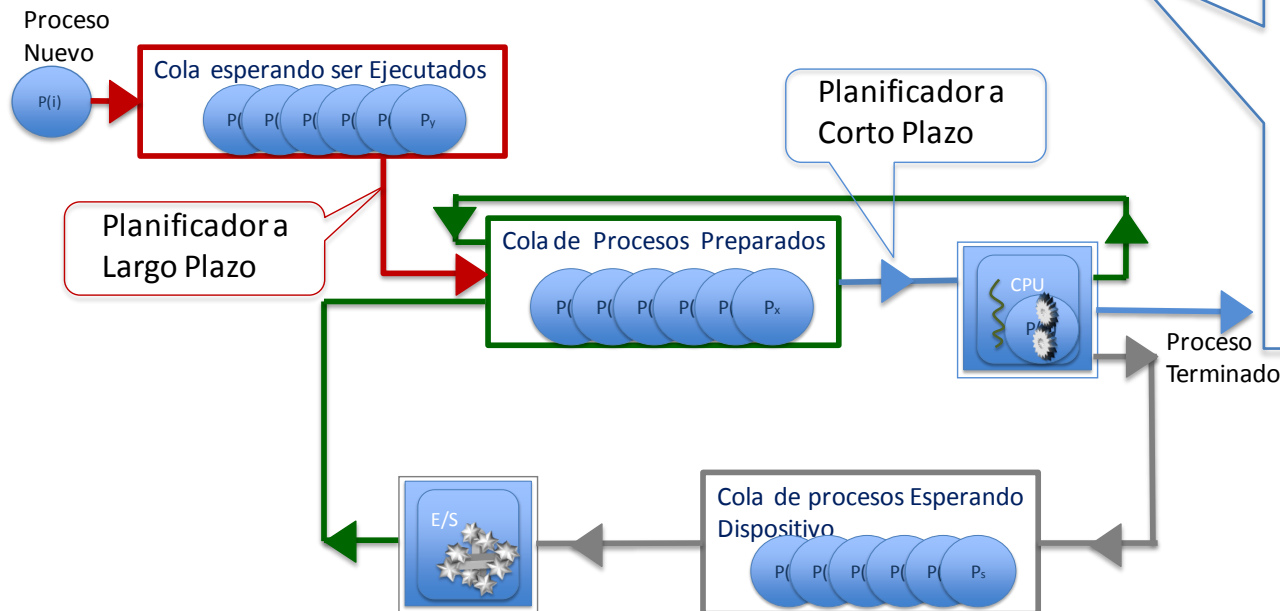 Proceso
Nuevo
P(i)
Cola esperando ser Ejecutados
P( P( P( P( P( Py
Planificador a
Corto Plazo
Planificador a
Largo Plazo
Cola de Procesos Preparados
P( P( P( P( P( Px
CPU
Proceso
Terminado
E/S
Cola de procesos Esperando
Dispositivo
P( P( P( P( P( Ps